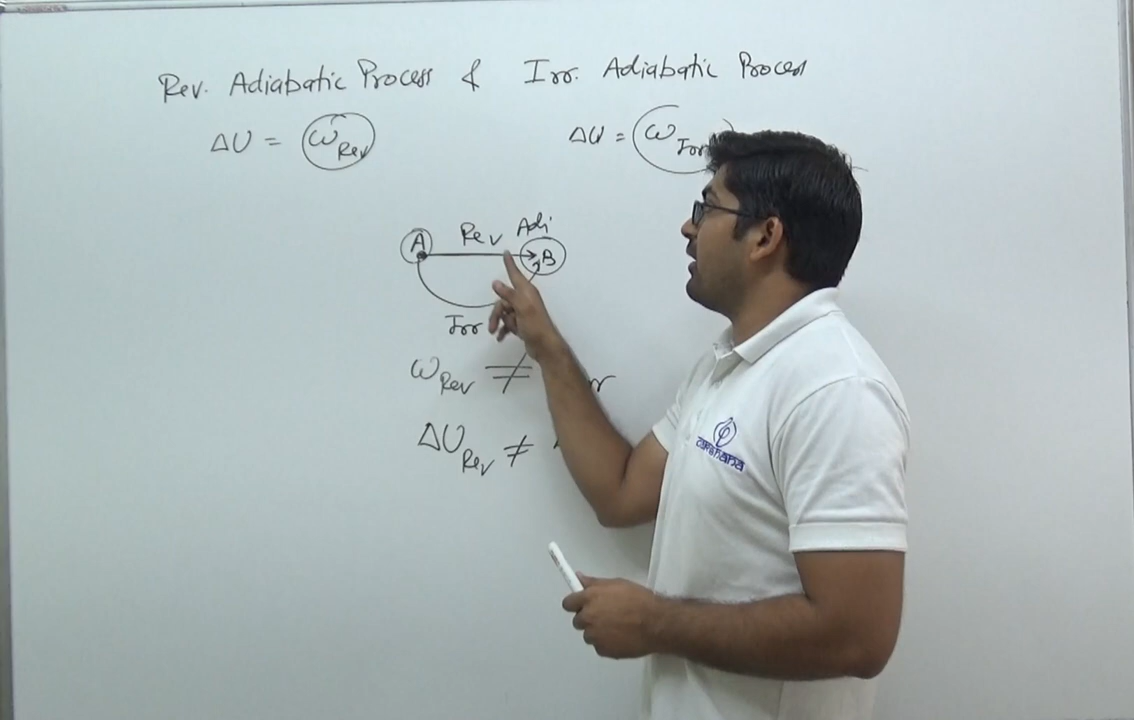 Rev. Adiabatic Process & Irr. Adiabatic Process
ΔU = ωRev
ΔU = ωIrr
Rev Adi
A
B
Irr
ωRev ≠
ΔURev ≠